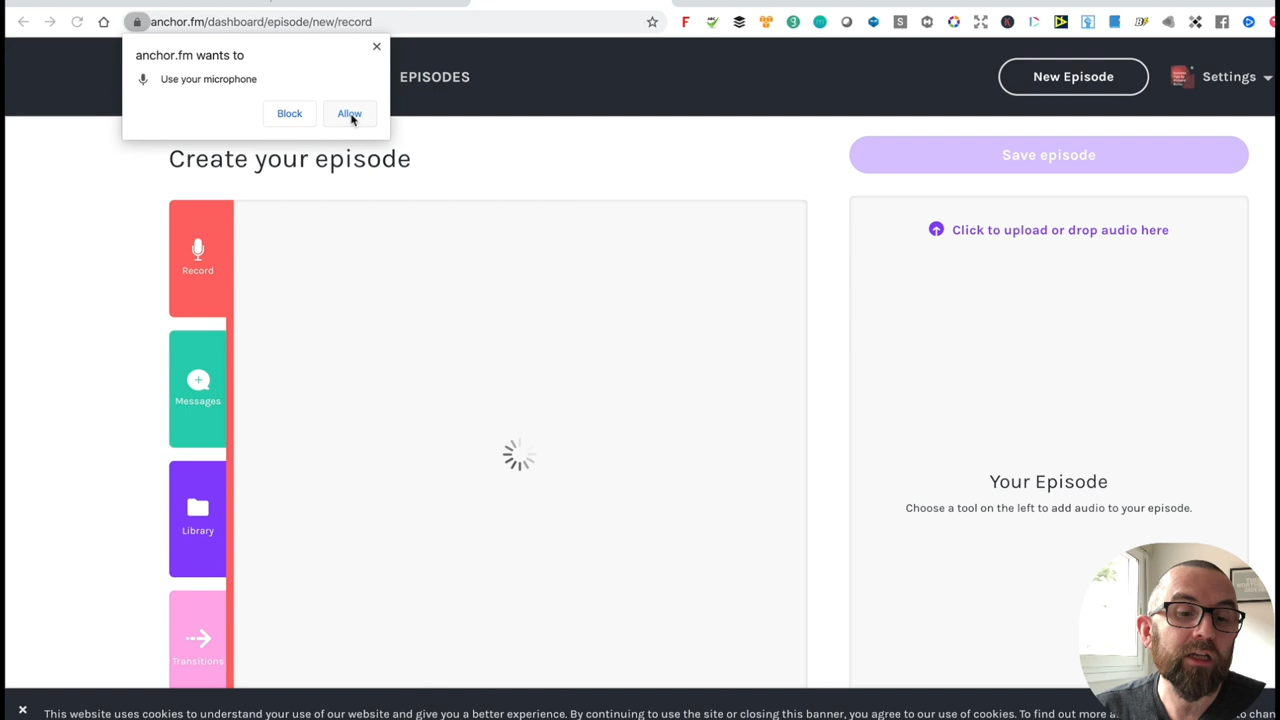 anchor.fm/dashboard/episode/new/record
anchor.fm wants to
Use your microphone
Block
Allow
EPISODES
New Episode
Settings
Create your episode
Save episode
Record
Click to upload or drop audio here
Messages
Library
Your Episode
Choose a tool on the left to add audio to your episode.
Transitions
This website uses cookies to understand your use of our website and give you a better experience. By continuing to use the site or closing this banner, you agree to our use of cookies. To find out more a
to chan